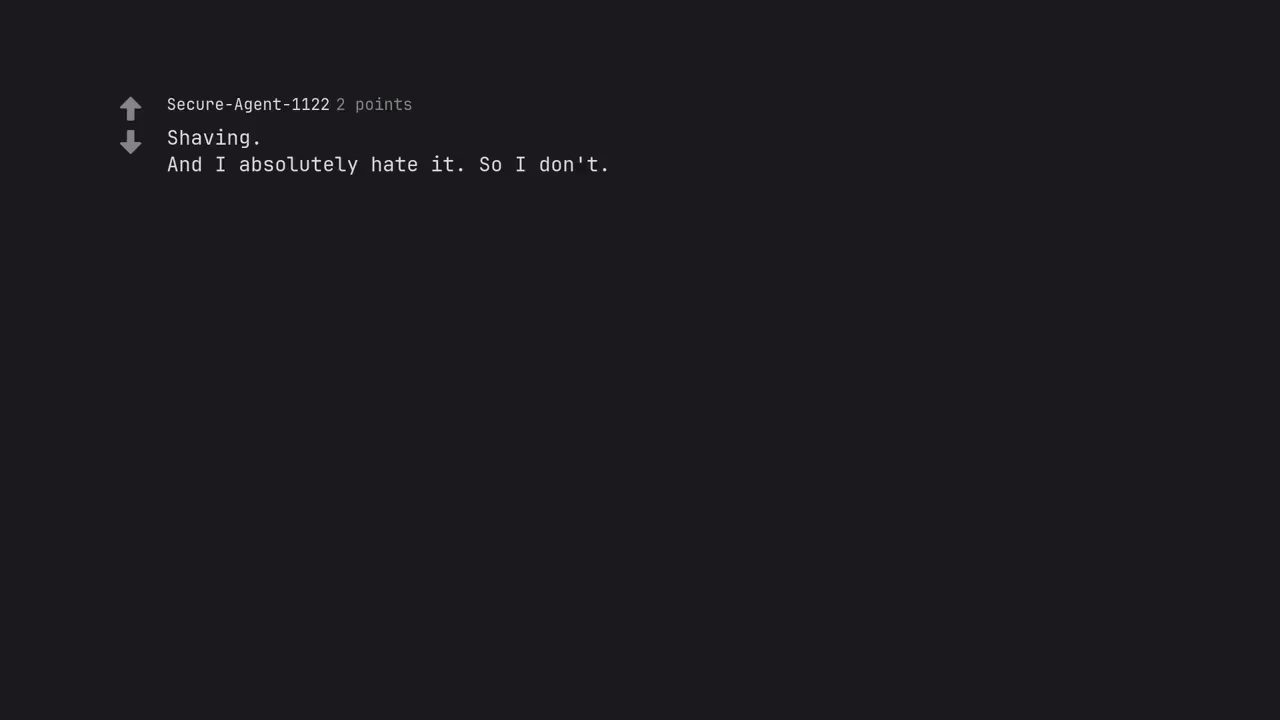 Secure-Agent-1122 2 points
Shaving.
And I absolutely hate it. So I don't.